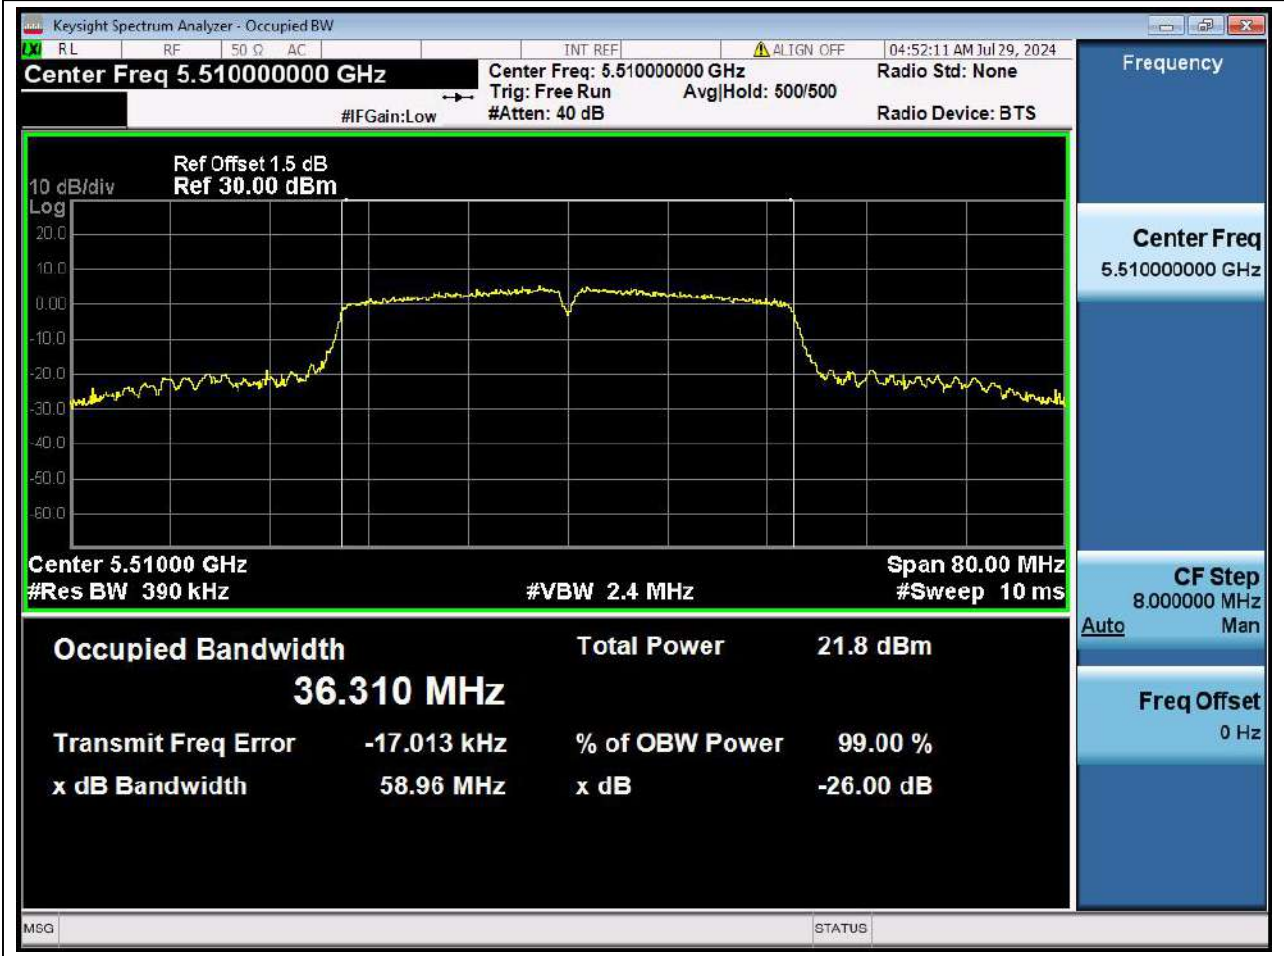 Keysight Spectrum Analyzer - Occupied BW
LXI RL RF 50 Ω AC INT REF ALIGN OFF 04:52:11 AM Jul 29, 2024
Center Freq 5.510000000 GHz
Center Freq: 5.510000000 GHz Radio Std: None
Trig: Free Run Avg|Hold: 500/500
#IFGain:Low #Atten: 40 dB Radio Device: BTS
Ref Offset 1.5 dB
10 dB/div Ref 30.00 dBm
Log
20.0
10.0
0.00
-10.0
-20.0
-30.0
-40.0
-50.0
-60.0
Center 5.51000 GHz Span 80.00 MHz
#Res BW 390 kHz #VBW 2.4 MHz #Sweep 10 ms
Occupied Bandwidth Total Power 21.8 dBm
36.310 MHz
Transmit Freq Error -17.013 kHz % of OBW Power 99.00 %
x dB Bandwidth 58.96 MHz x dB -26.00 dB
MSG STATUS
Frequency
Center Freq
5.510000000 GHz
CF Step
8.000000 MHz
Auto Man
Freq Offset
0 Hz